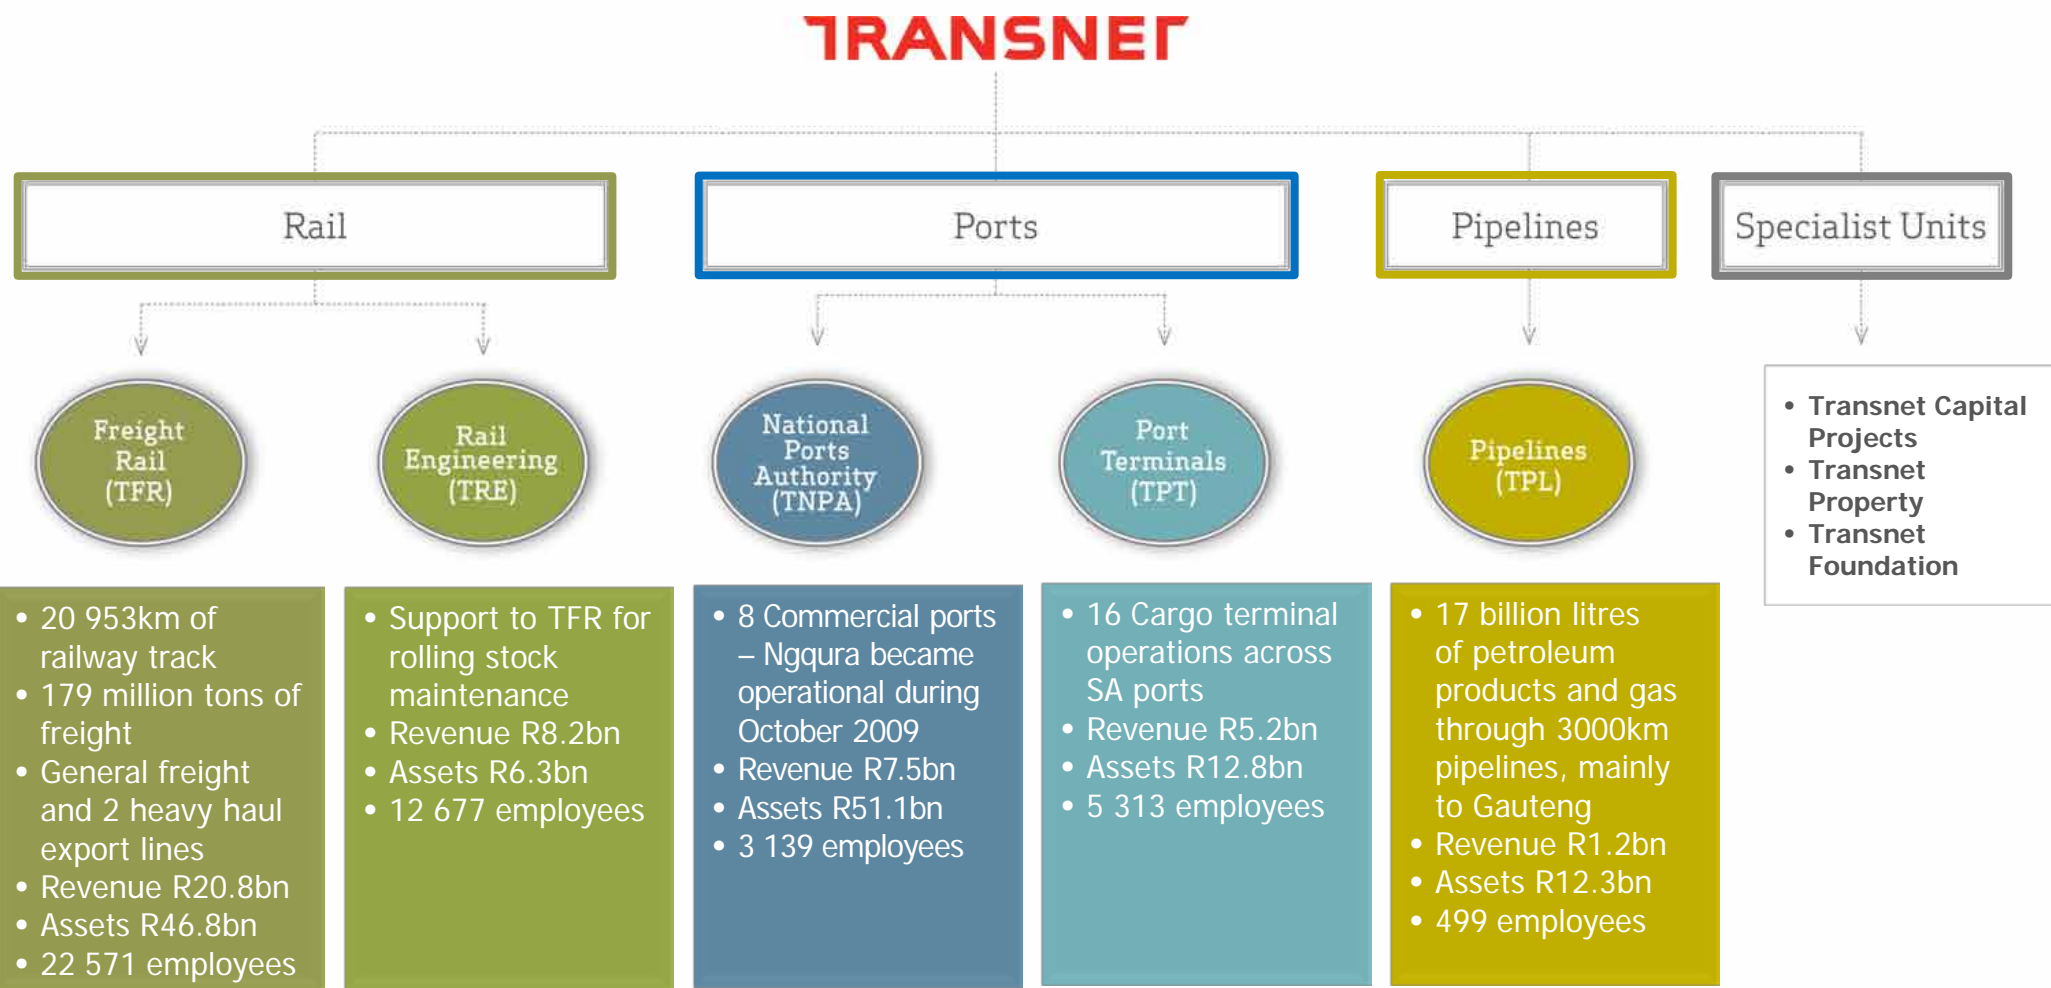 TRANSNET
Rail
Ports
Pipelines
Specialist Units
Freight
Rail
(TFR)
Rail
Engineering
(TRE)
National
Ports
Authority
(TNPA)
Port
Terminals
(TPT)
Pipelines
(TPL)
• Transnet Capital
Projects
• Transnet
Property
• Transnet
Foundation
• 20 953km of
railway track
• 179 million tons of
freight
• General freight
and 2 heavy haul
export lines
• Revenue R20.8bn
• Assets R46.8bn
• 22 571 employees
• Support to TFR for
rolling stock
maintenance
• Revenue R8.2bn
• Assets R6.3bn
• 12 677 employees
• 8 Commercial ports
– Ngqura became
operational during
October 2009
• Revenue R7.5bn
• Assets R51.1bn
• 3 139 employees
• 16 Cargo terminal
operations across
SA ports
• Revenue R5.2bn
• Assets R12.8bn
• 5 313 employees
• 17 billion litres
of petroleum
products and gas
through 3000km
pipelines, mainly
to Gauteng
• Revenue R1.2bn
• Assets R12.3bn
• 499 employees